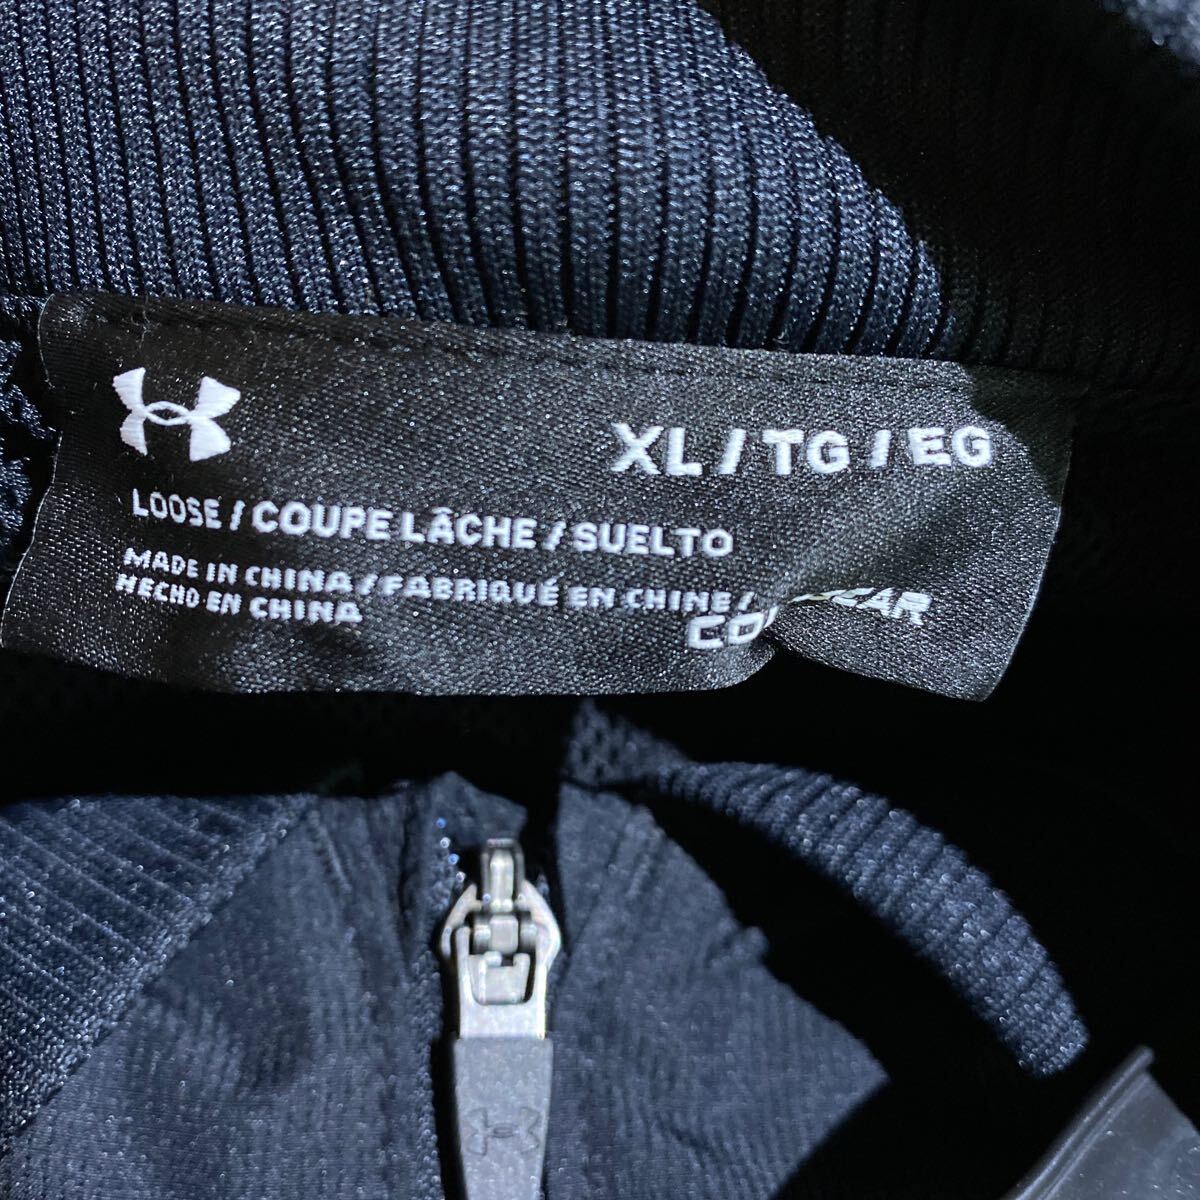 XL / TG / EG
LOOSE / COUPE LÂCHE / SUELTO
MADE IN CHINA / FABRIQUÉ EN CHINE /
HECHO EN CHINA